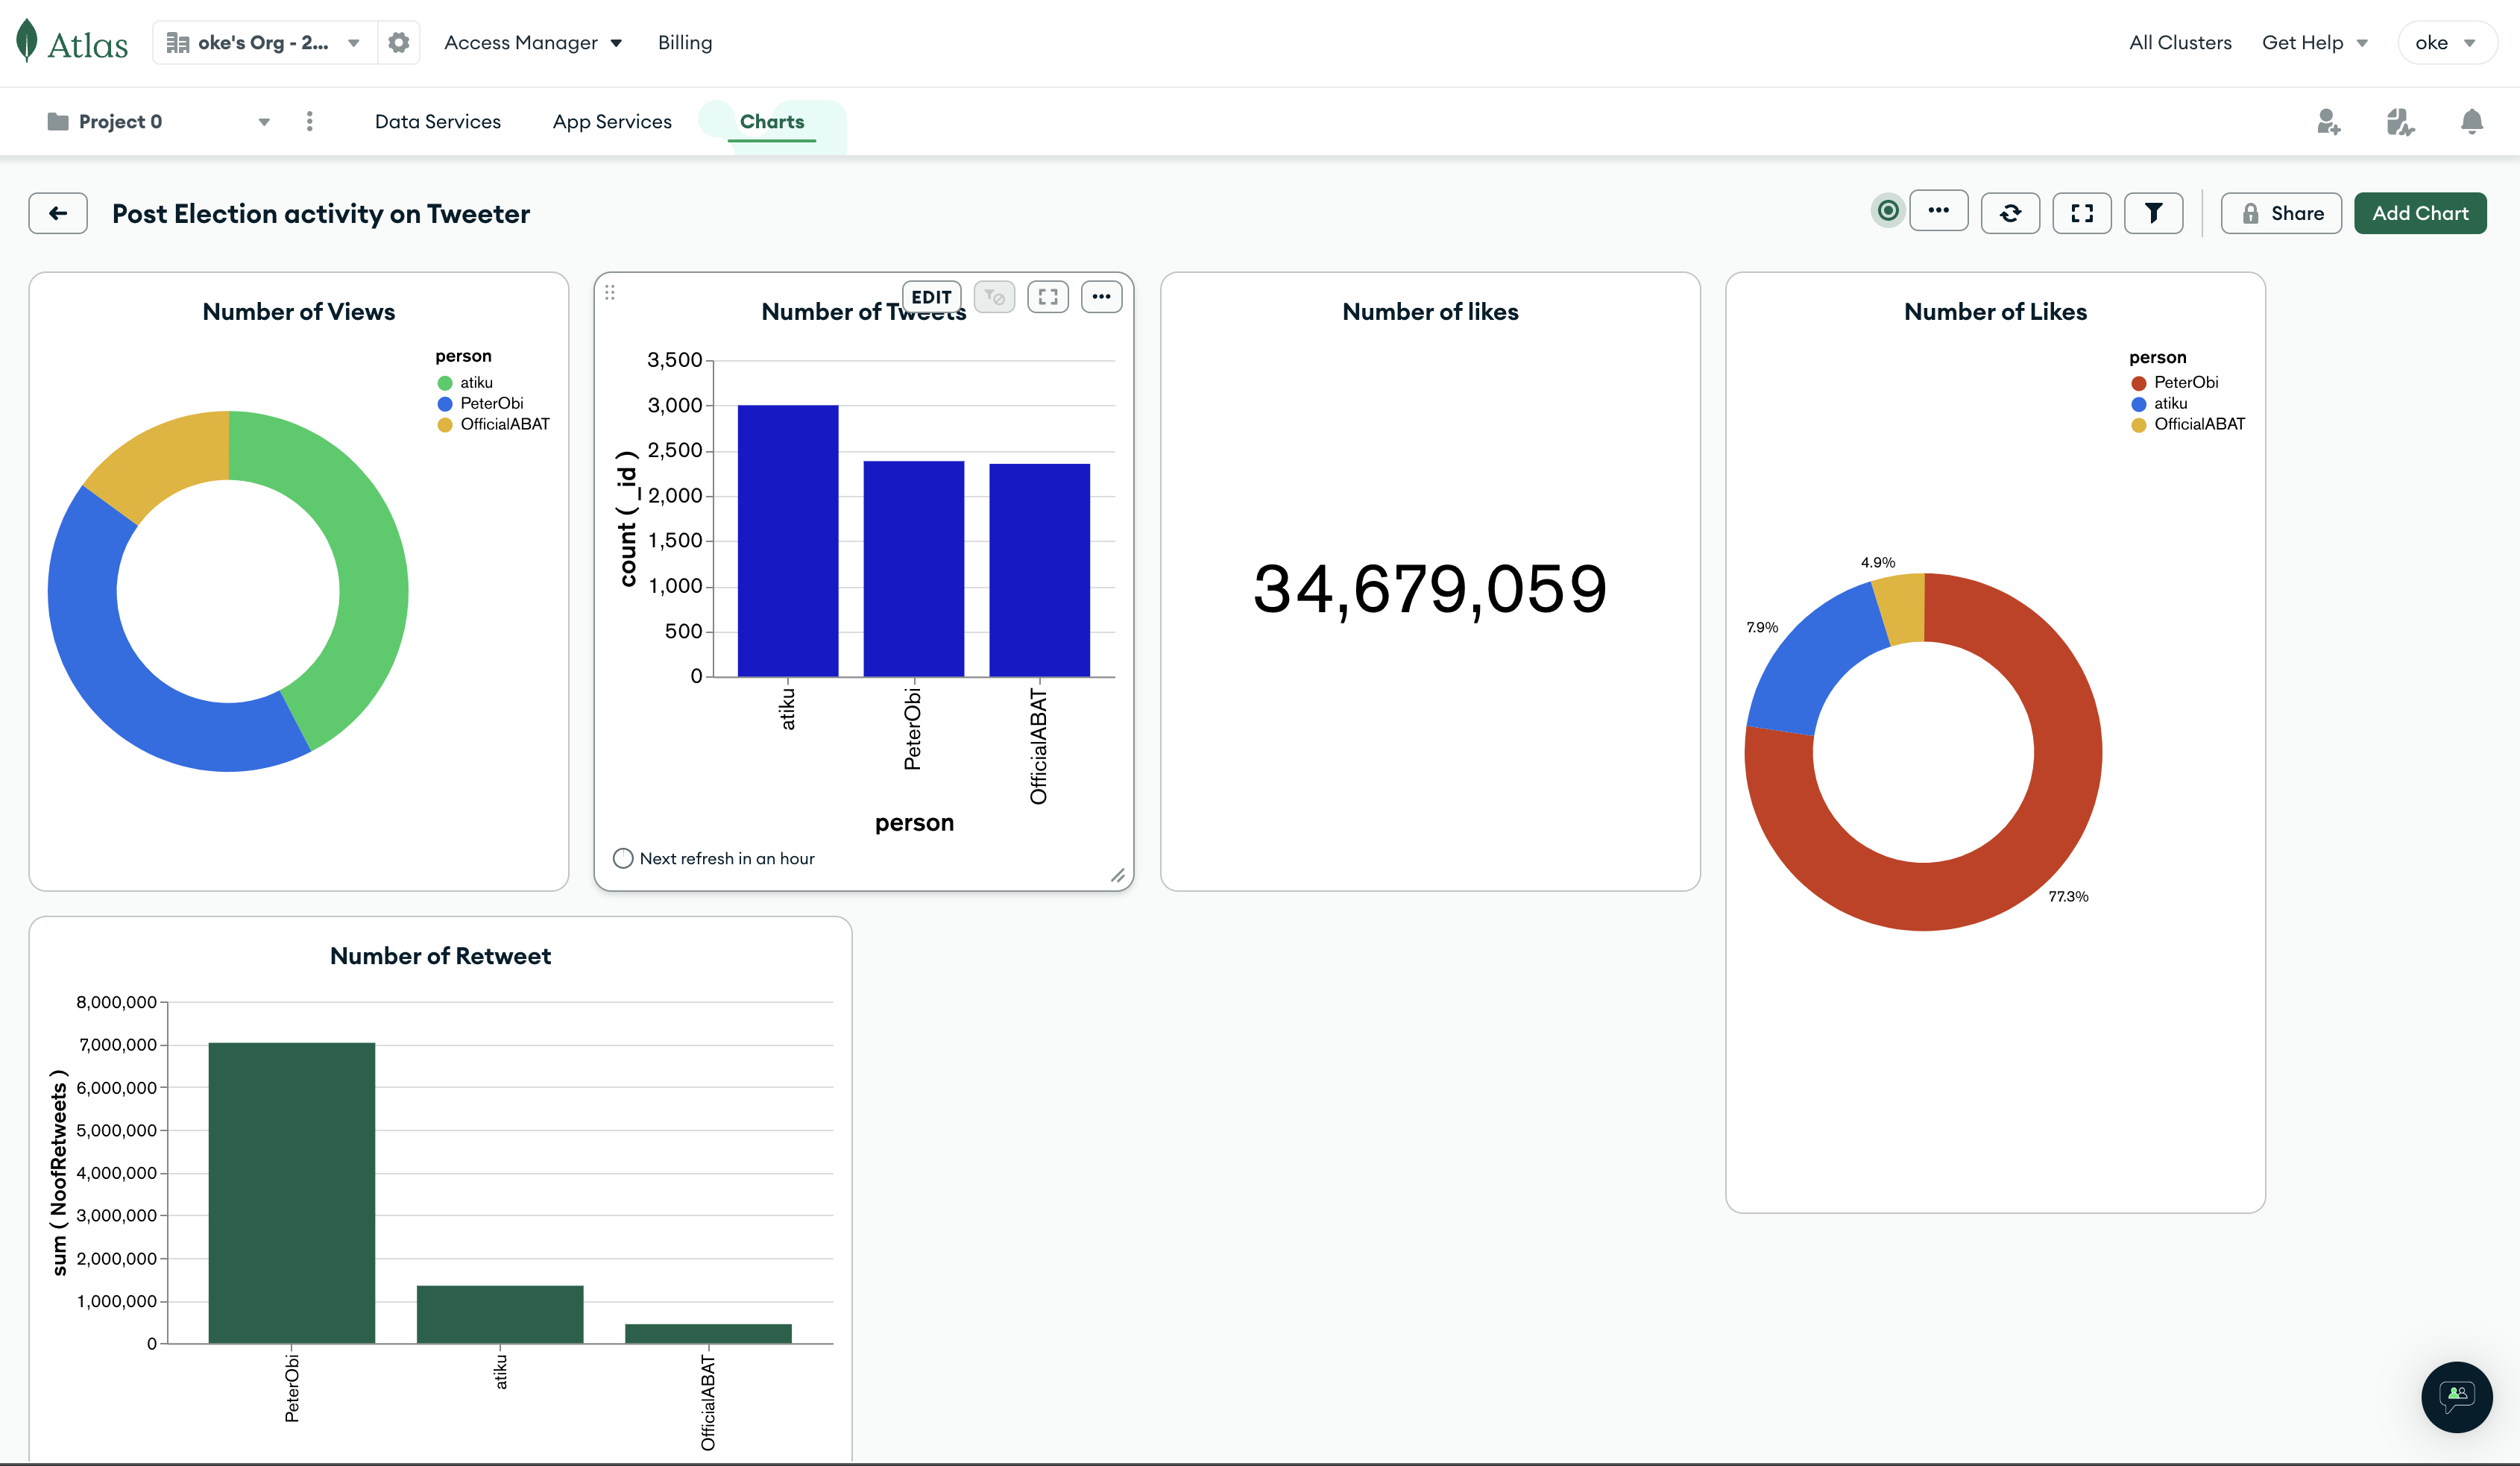 Atlas
oke's Org - 2...
Access Manager
Billing
All Clusters
Get Help
oke
Project 0
Data Services
App Services
Charts
Post Election activity on Tweeter
Share
Add Chart
Number of Views
person
atiku
PeterObi
OfficialABAT
EDIT
Number of Tweets
3,500
3,000
2,500
2,000
1,500
1,000
500
0
count ( _id )
atiku
PeterObi
OfficialABAT
person
Next refresh in an hour
Number of likes
34,679,059
Number of Likes
person
PeterObi
atiku
OfficialABAT
4.9%
7.9%
77.3%
Number of Retweet
8,000,000
7,000,000
6,000,000
5,000,000
4,000,000
3,000,000
2,000,000
1,000,000
0
sum ( NoofRetweets )
PeterObi
atiku
OfficialABAT